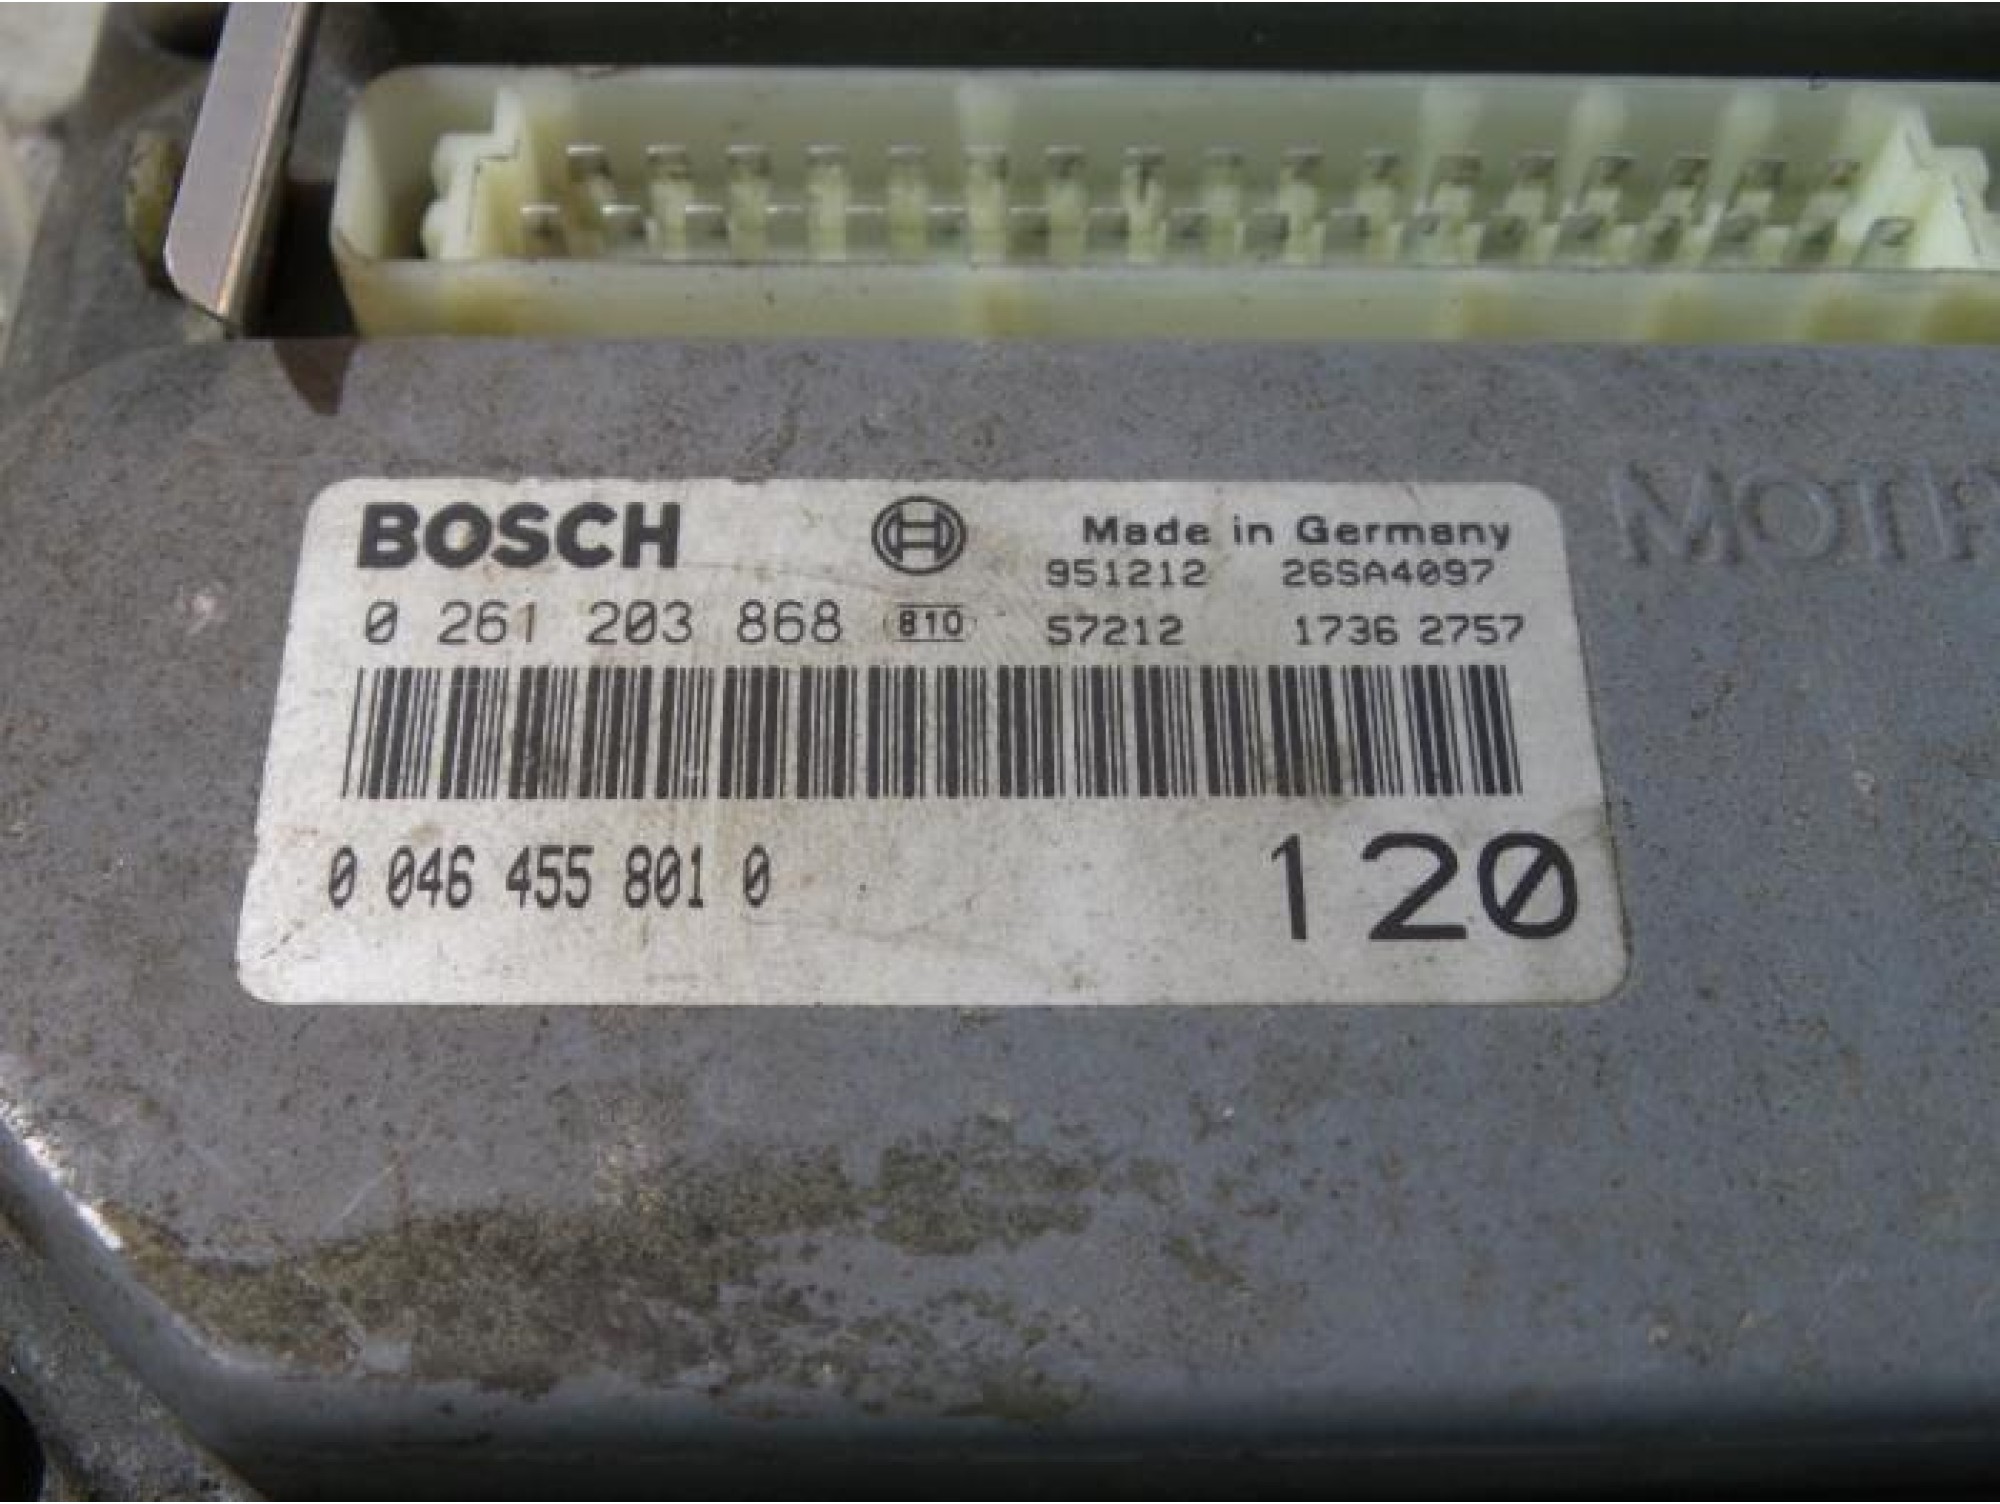 BOSCH Made in Germany
951212 26SA4097
0 261 203 868 810 57212 1736 2757
0 046 455 801 0 120
MOTR